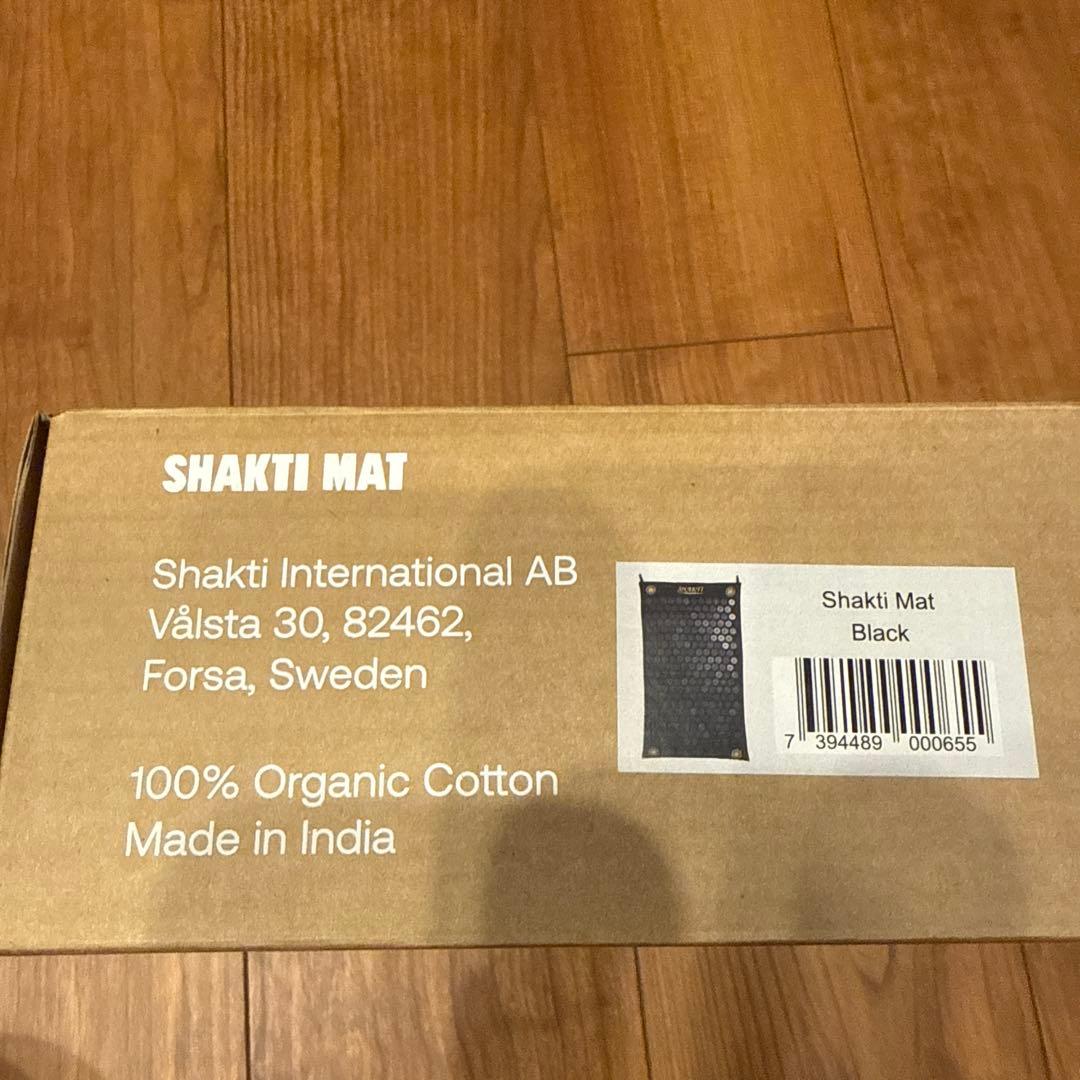 SHAKTI MAT
Shakti International AB
Vålsta 30, 82462,
Forsa, Sweden
100% Organic Cotton
Made in India
SHAKTI
Shakti Mat
Black
7 394489 000655